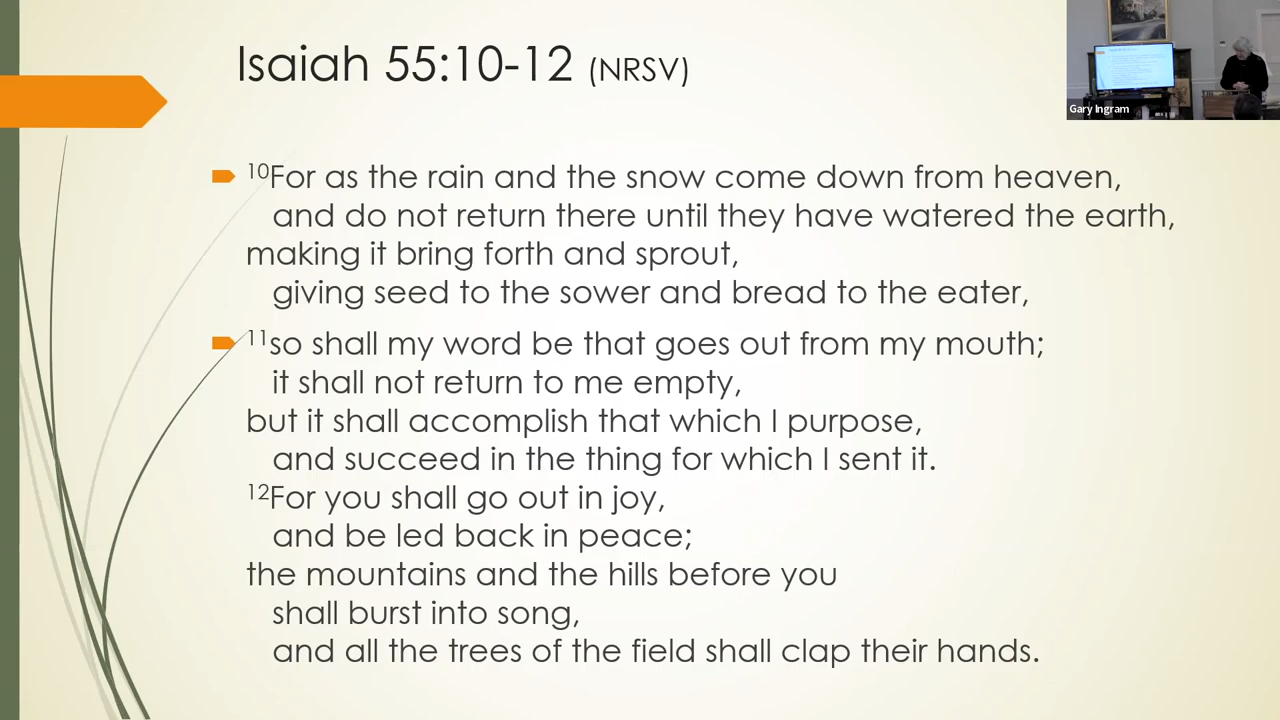 Isaiah 55:10-12 (NRSV)
Gary Ingram
10For as the rain and the snow come down from heaven,
and do not return there until they have watered the earth,
making it bring forth and sprout,
giving seed to the sower and bread to the eater,
11so shall my word be that goes out from my mouth;
it shall not return to me empty,
but it shall accomplish that which I purpose,
and succeed in the thing for which I sent it.
12For you shall go out in joy,
and be led back in peace;
the mountains and the hills before you
shall burst into song,
and all the trees of the field shall clap their hands.